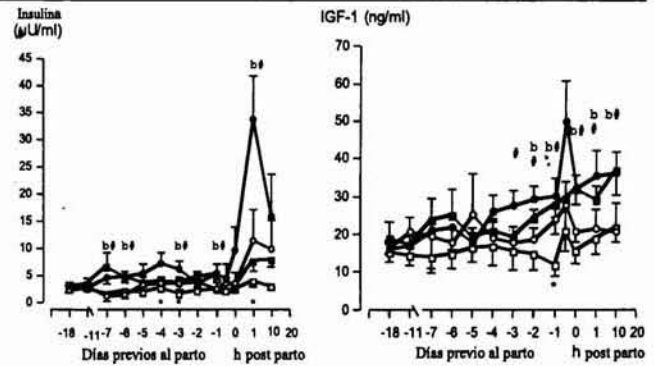 Insulina
(µU/ml)
45
40
35
30
25
20
15
10
5
0
b#
b# b# b# b#
* *
-18 -11 -7 -6 -5 -4 -3 -2 -1 0 1 10 20
Días previos al parto h post parto
IGF-1 (ng/ml)
70
60
50
40
30
20
10
0
# b # b# b# b # b#
* *
-18 -11 -7 -6 -5 -4 -3 -2 -1 0 1 10 20
Días previos al parto h post parto